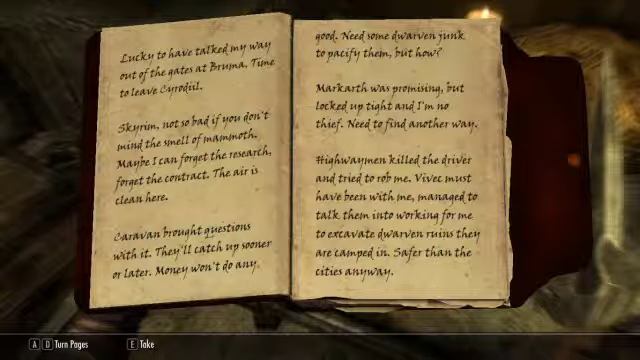 Lucky to have talked my way
out of the gates at Bruma. Time
to leave Cyrodiil.
Skyrim, not so bad if you don't
mind the smell of mammoth.
Maybe I can forget the research,
forget the contract. The air is
clean here.
Caravan brought questions
with it. They'll catch up sooner
or later. Money won't do any
good. Need some dwarven junk
to pacify them, but how?
Markarth was promising, but
locked up tight and I'm no
thief. Need to find another way.
Highwaymen killed the driver
and tried to rob me. Vivec must
have been with me, managed to
talk them into working for me
to excavate dwarven ruins they
are camped in. Safer than the
cities anyway.
A D Turn Pages
E Take